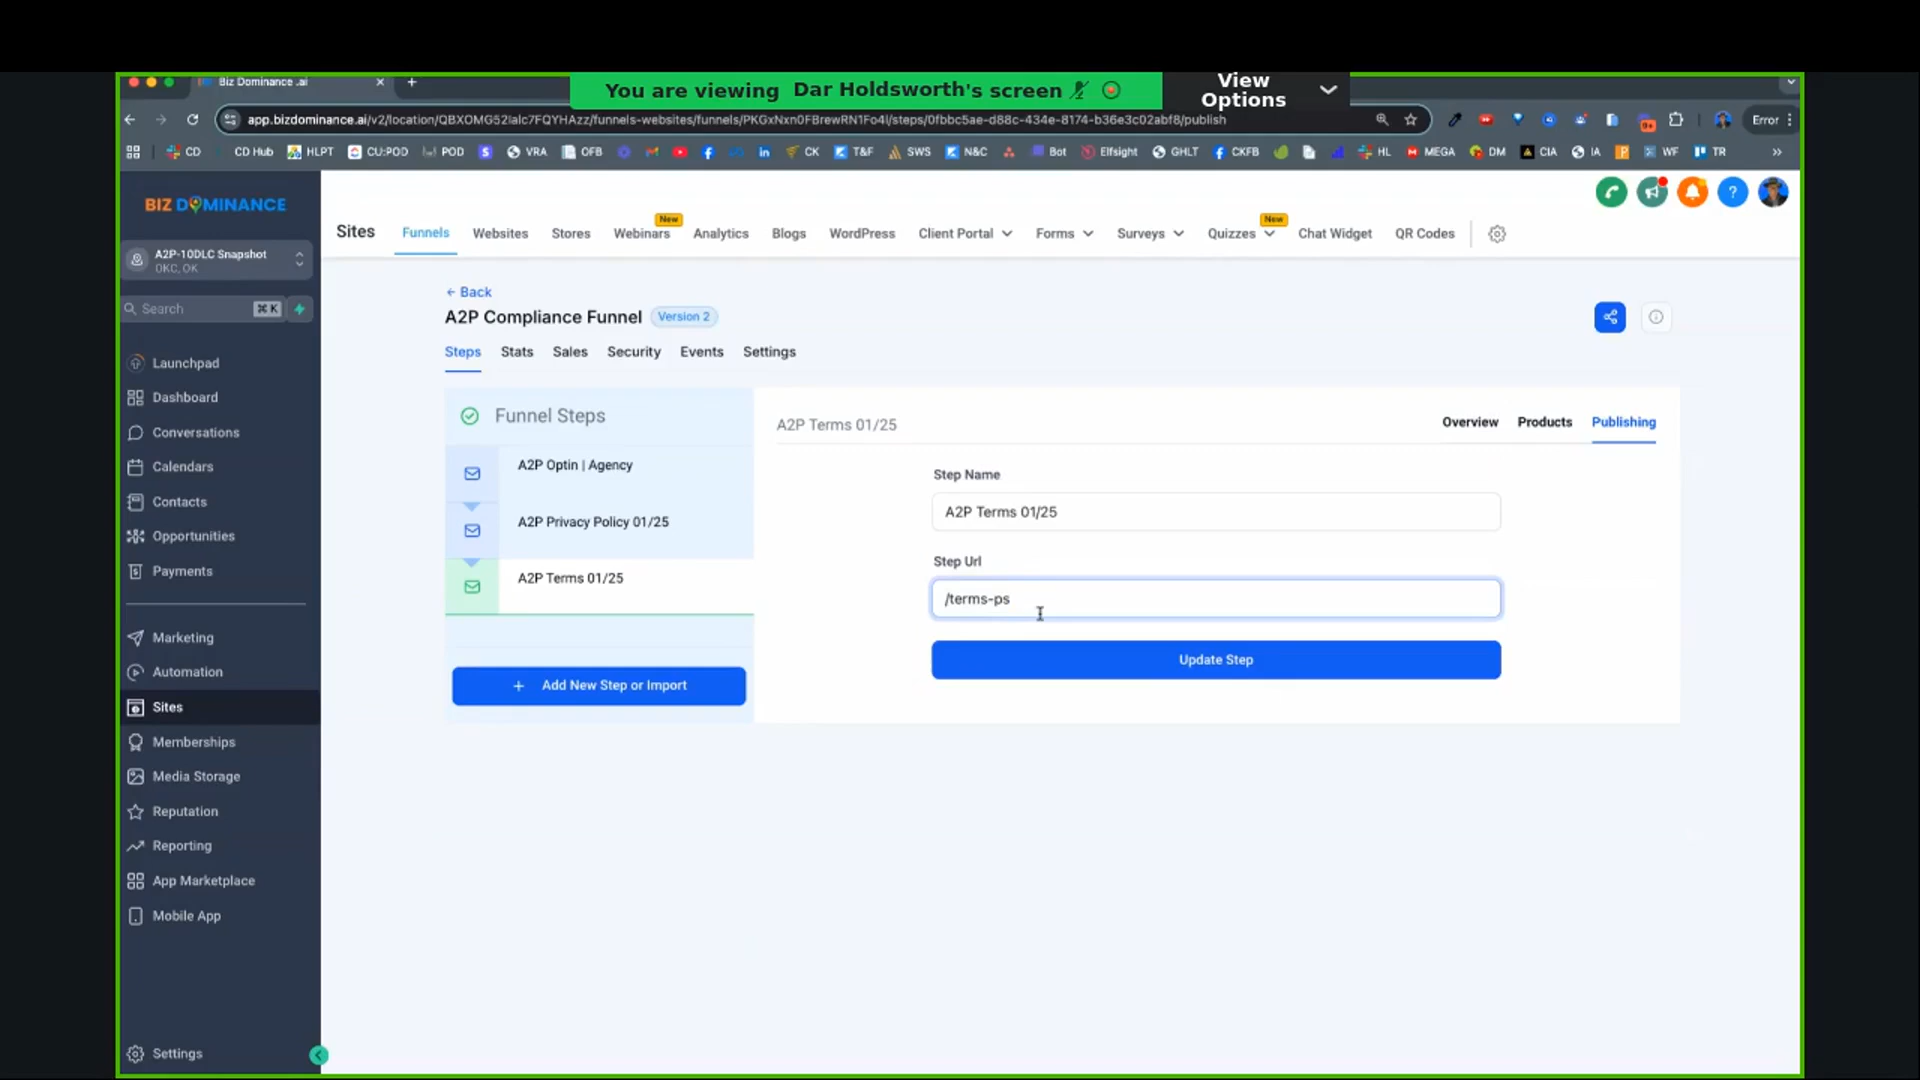 Biz Dominance .ai
You are viewing Dar Holdsworth's screen
View Options
app.bizdominance.ai/v2/location/QBXOMG52lalc7FQYHAzz/funnels-websites/funnels/PKGxNxn0FBrewRN1Fo4l/steps/0fbbc5ae-d88c-434e-8174-b36e3c02abf8/publish
Error
CD
CD Hub
HLPT
CU:POD
POD
VRA
OFB
CK
T&F
SWS
N&C
Bot
Elfsight
GHLT
CKFB
HL
MEGA
DM
CIA
IA
WF
TR
9+
BIZ DOMINANCE
A2P-10DLC Snapshot
OKC, OK
Search
⌘ K
Launchpad
Dashboard
Conversations
Calendars
Contacts
Opportunities
Payments
Marketing
Automation
Sites
Memberships
Media Storage
Reputation
Reporting
App Marketplace
Mobile App
Settings
Sites
Funnels
Websites
Stores
Webinars
New
Analytics
Blogs
WordPress
Client Portal
Forms
Surveys
Quizzes
New
Chat Widget
QR Codes
← Back
A2P Compliance Funnel
Version 2
Steps
Stats
Sales
Security
Events
Settings
Funnel Steps
A2P Optin | Agency
A2P Privacy Policy 01/25
A2P Terms 01/25
+ Add New Step or Import
A2P Terms 01/25
Overview
Products
Publishing
Step Name
A2P Terms 01/25
Step Url
/terms-ps
Update Step